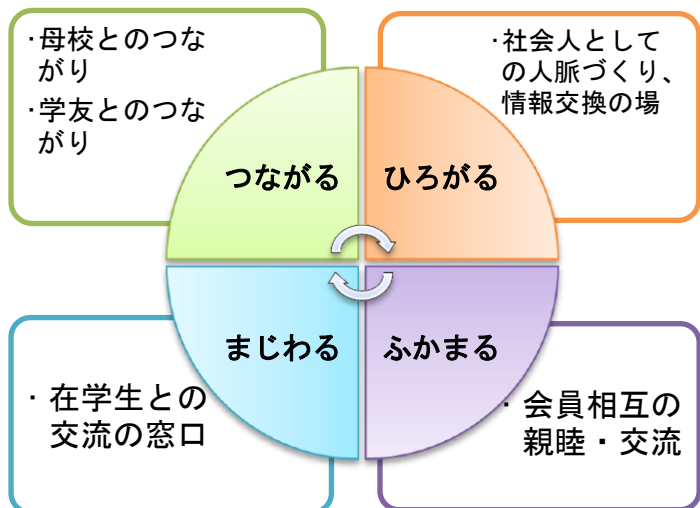 ・母校とのつな
がり
・学友とのつな
がり
・社会人として
の人脈づくり、
情報交換の場
つながる
ひろがる
まじわる
ふかまる
・在学生との
交流の窓口
・会員相互の
親睦・交流